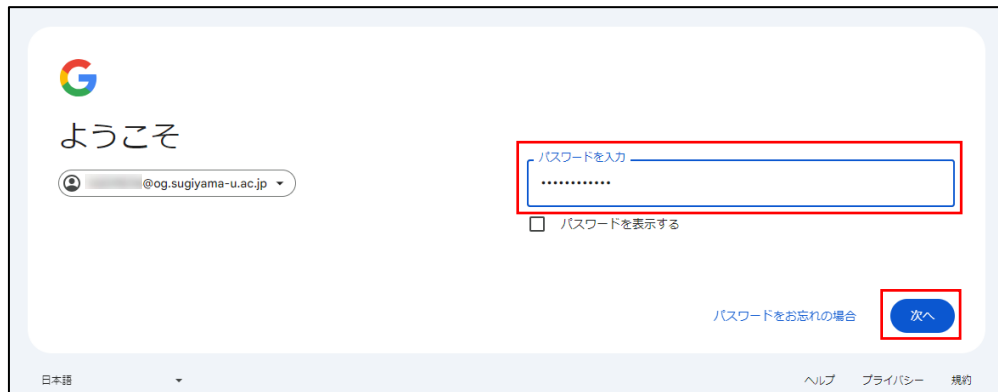 ようこそ
@og.sugiyama-u.ac.jp
パスワードを入力
••••••••••••
パスワードを表示する
パスワードをお忘れの場合
次へ
日本語
ヘルプ プライバシー 規約